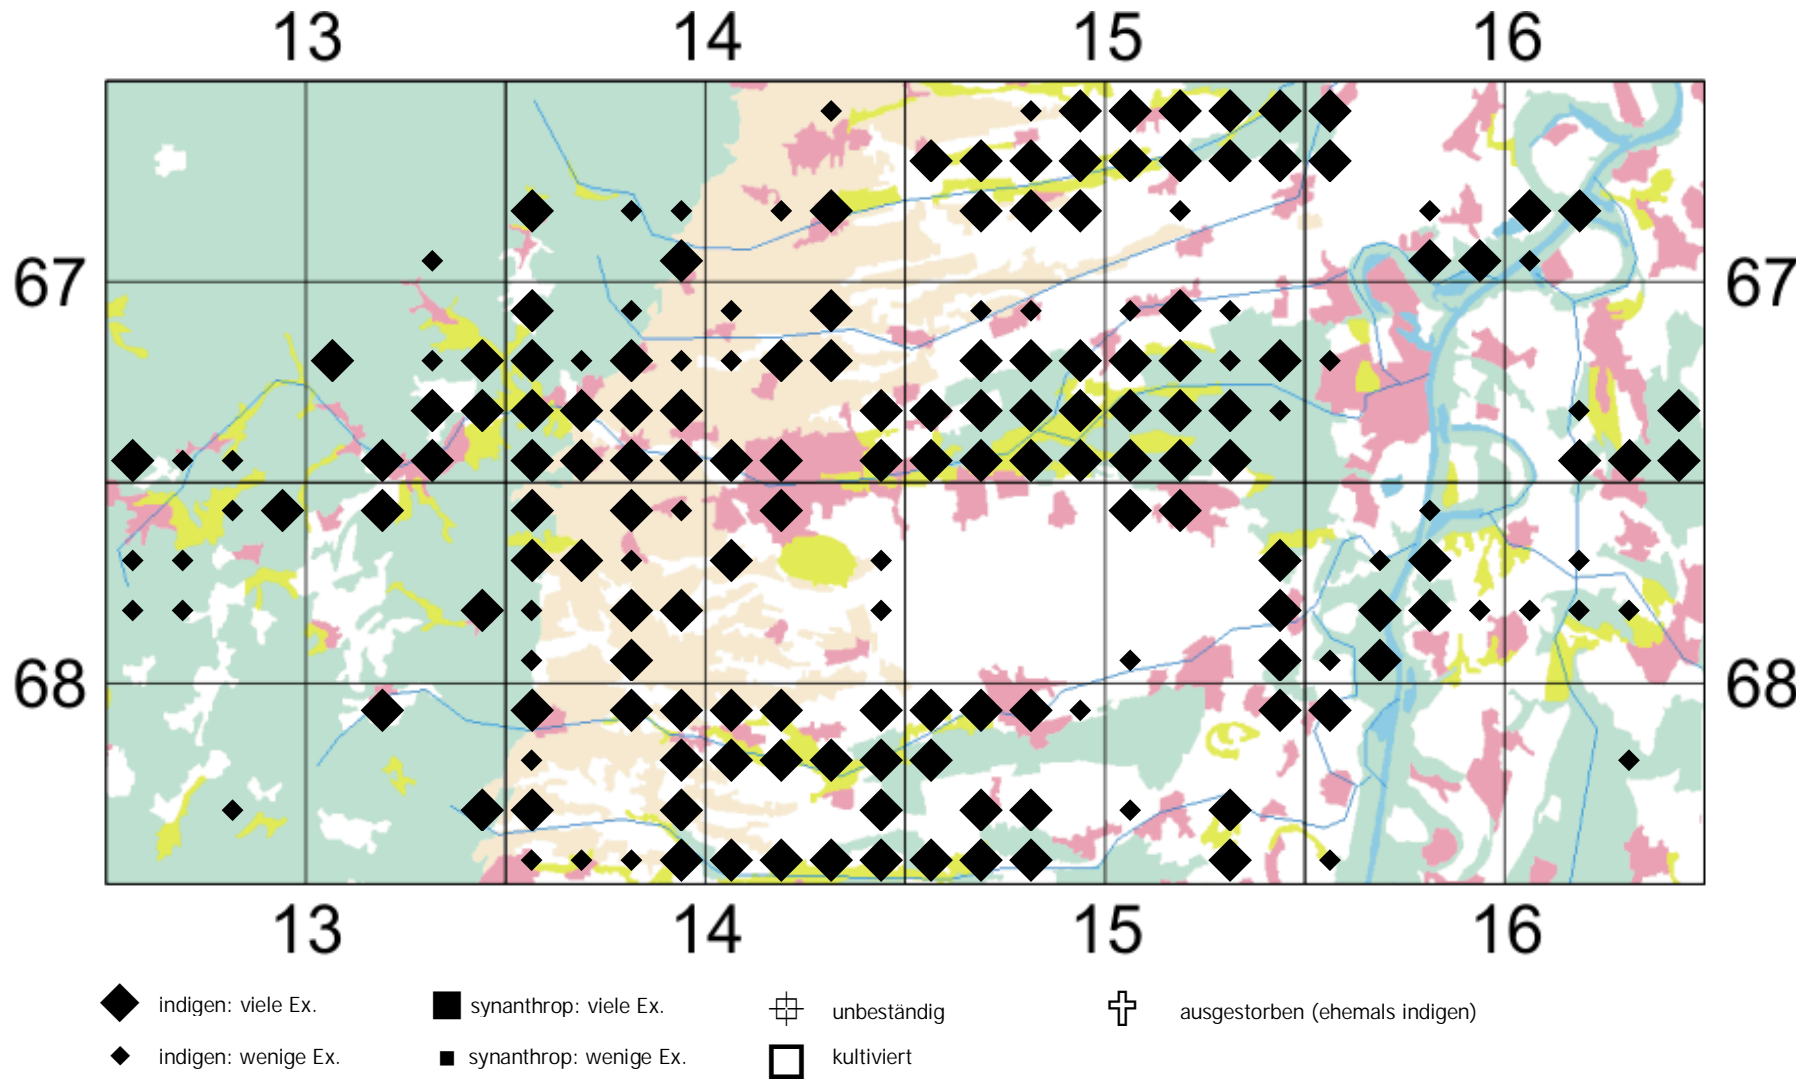 13 14 15 16
67 67
68 68
13 14 15 16
indigen: viele Ex. synanthrop: viele Ex. unbeständig ausgestorben (ehemals indigen)
indigen: wenige Ex. synanthrop: wenige Ex. kultiviert